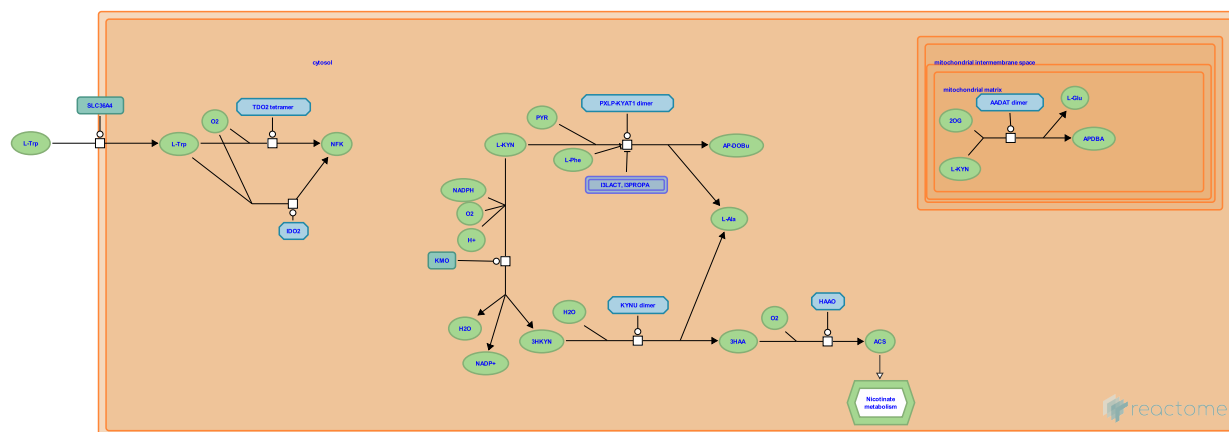 cytosol
mitochondrial intermembrane space
mitochondrial matrix
SLC36A4
TDO2 tetramer
PXLP-KYAT1 dimer
AADAT dimer
L-Glu
O2
PYR
2OG
L-Trp
L-Trp
NFK
L-KYN
L-Phe
AP-DOBu
APDBA
L-KYN
I3LACT, I3PROPA
NADPH
O2
H+
IDO2
L-Ala
KMO
H2O
KYNU dimer
HAAO
H2O
O2
NADP+
3HKYN
3HAA
ACS
Nicotinate
metabolism
reactome